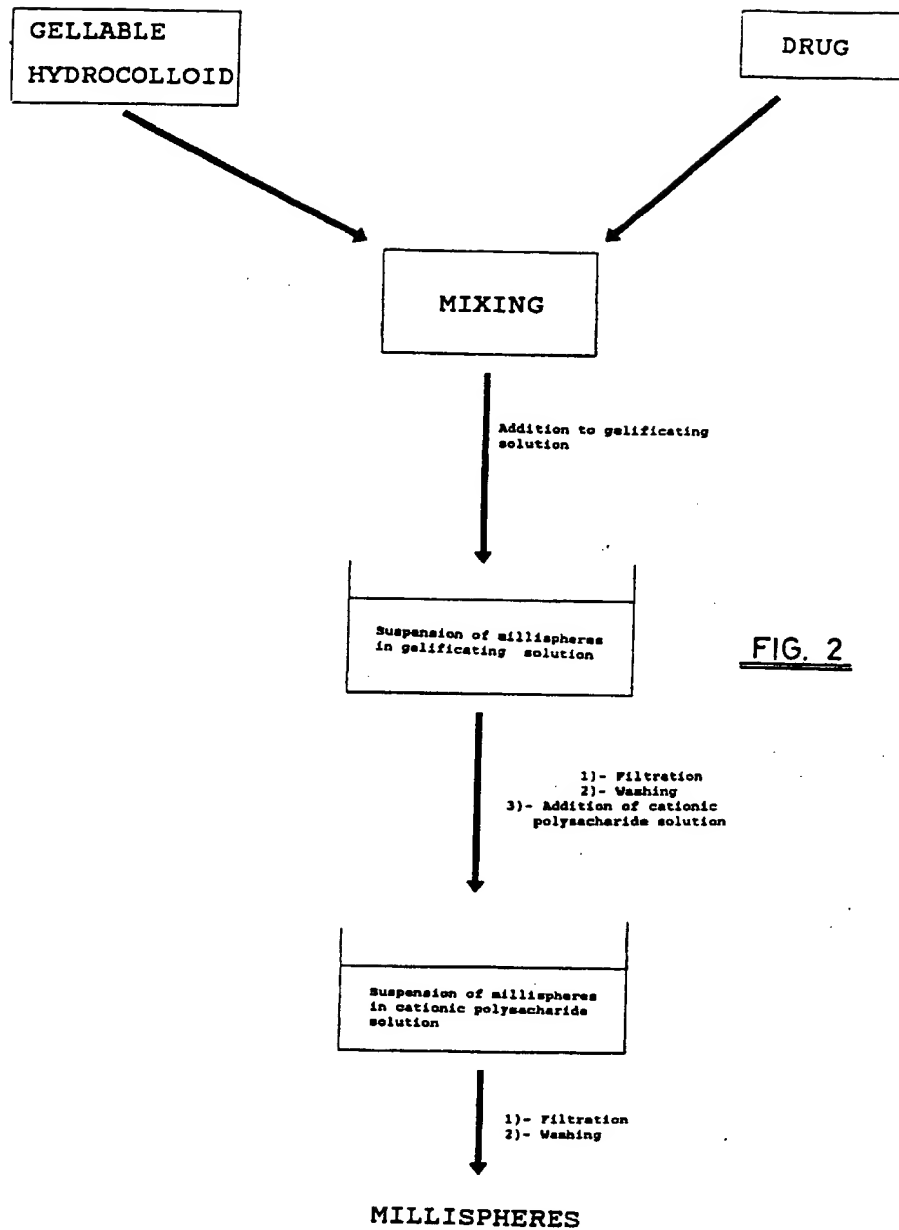 GELLABLE
HYDROCOLLOID
DRUG
MIXING
Addition to gelificating
solution
Suspension of millispheres
in gelificating solution
FIG. 2
1)- Filtration
2)- Washing
3)- Addition of cationic
polysacharide solution
Suspension of millispheres
in cationic polysacharide
solution
1)- Filtration
2)- Washing
MILLISPHERES